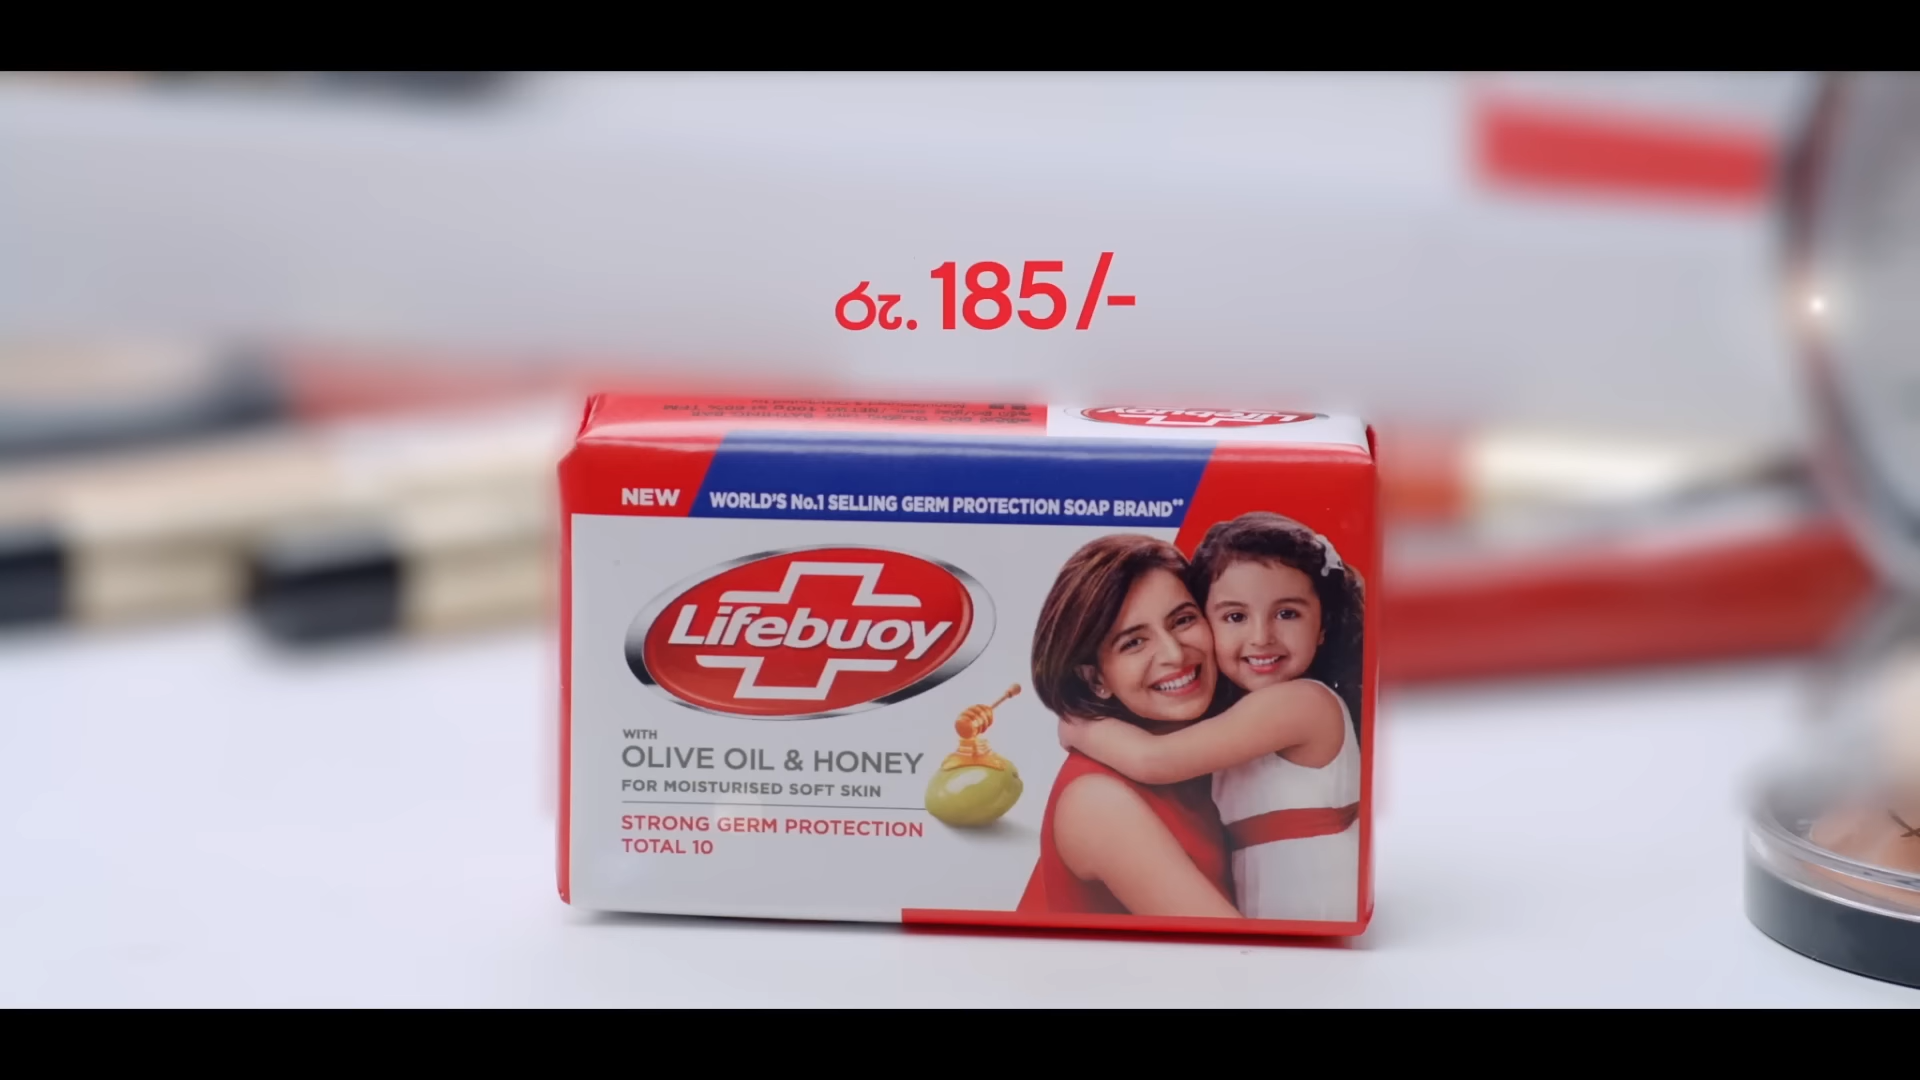 රු. 185/-
Lifebuoy
NEW
WORLD'S No.1 SELLING GERM PROTECTION SOAP BRAND**
Lifebuoy
WITH
OLIVE OIL & HONEY
FOR MOISTURISED SOFT SKIN
STRONG GERM PROTECTION
TOTAL 10